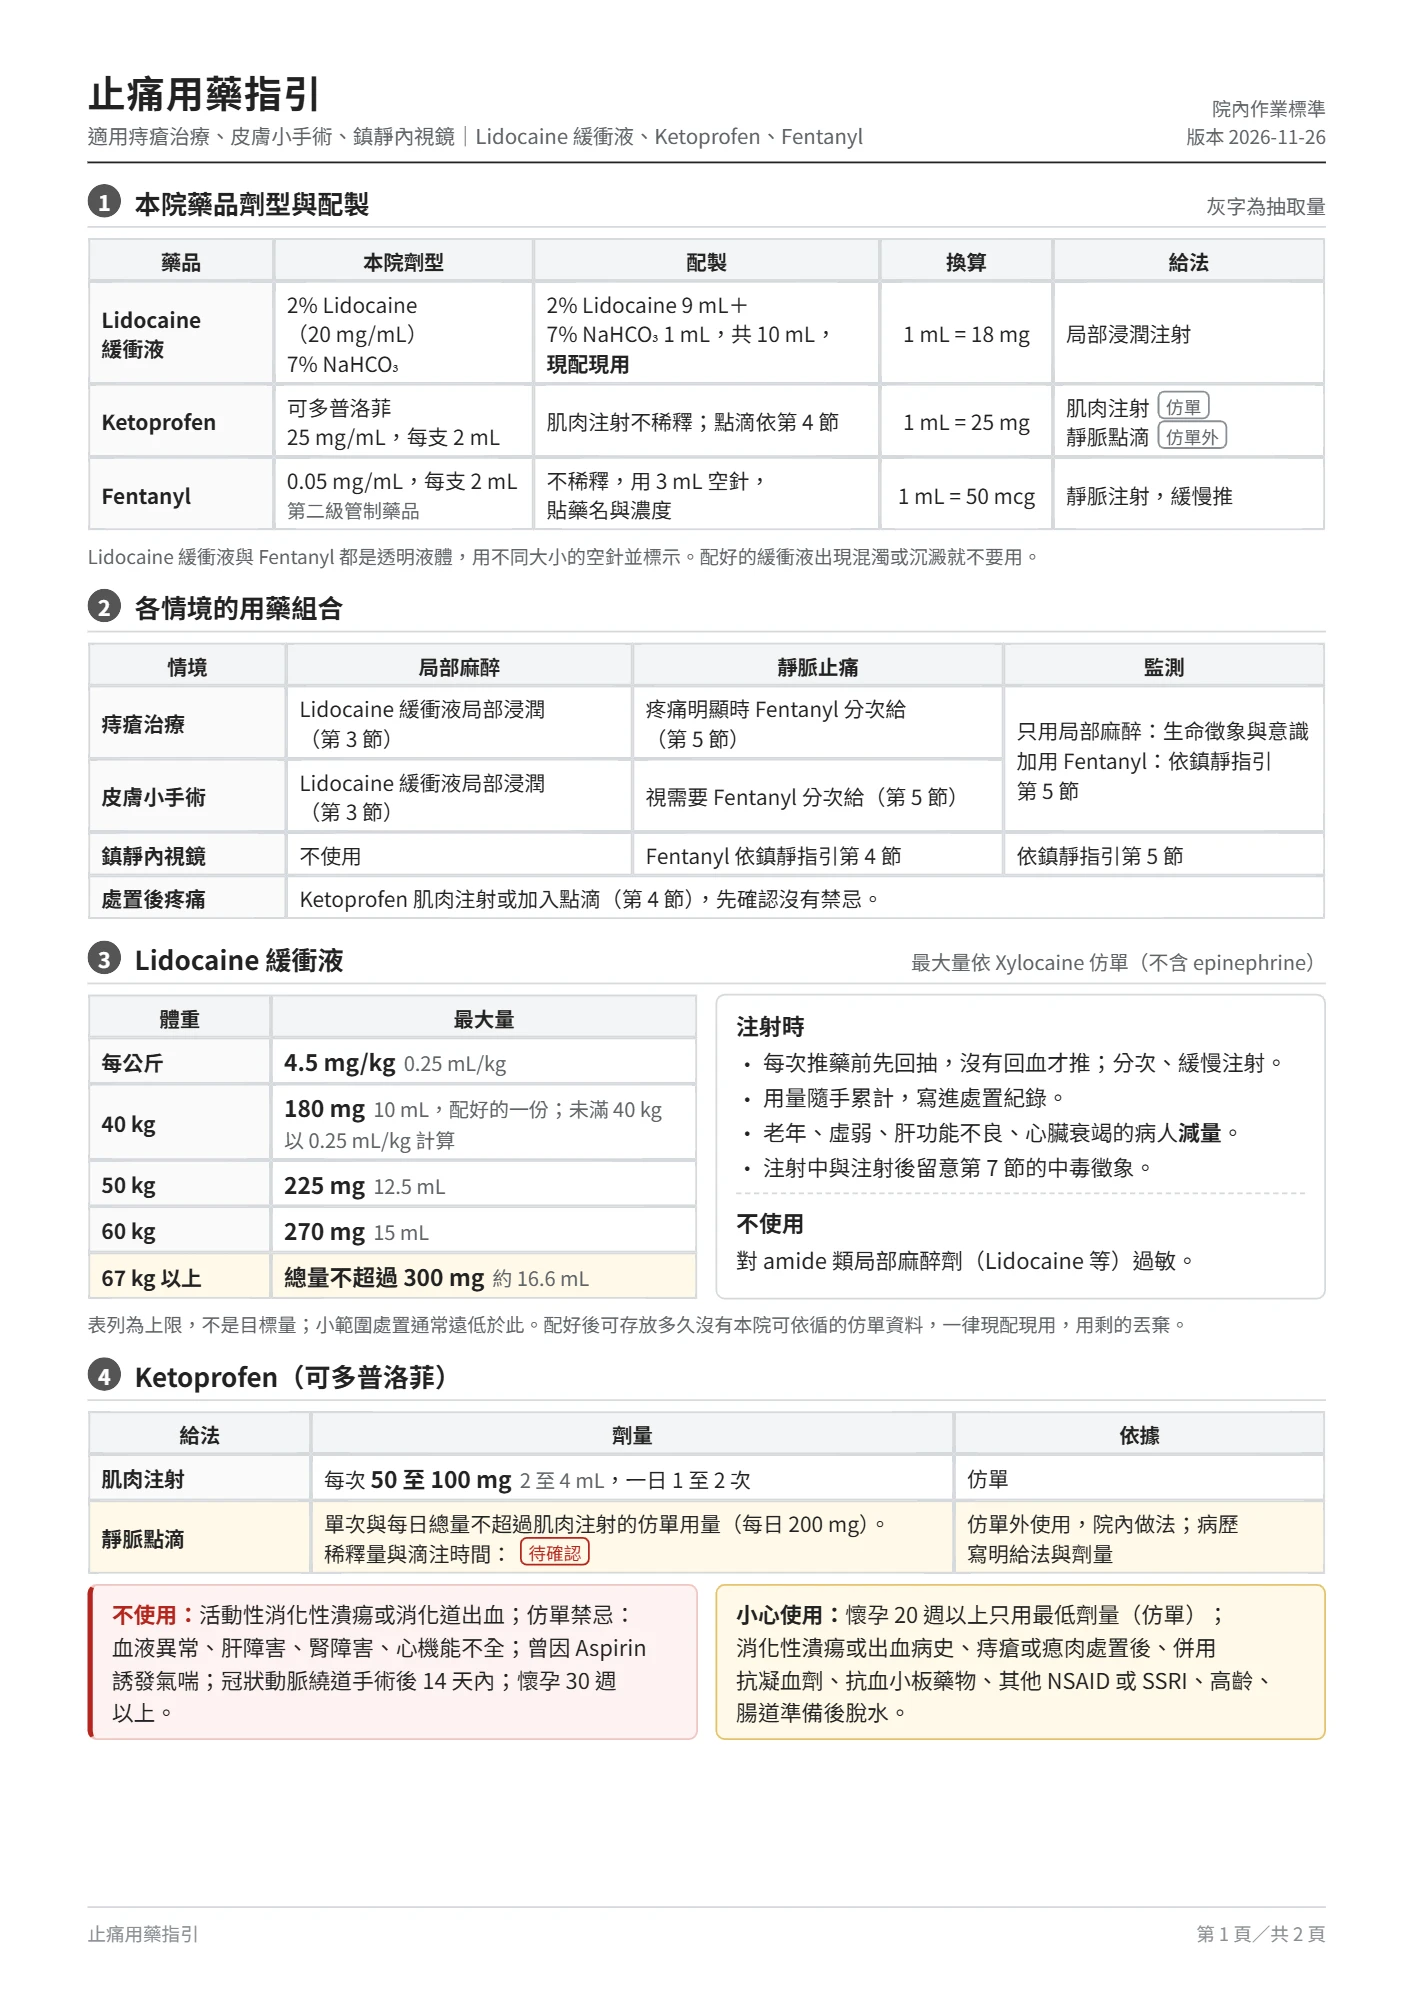 止痛用藥指引
適用痔瘡治療、皮膚小手術、鎮靜內視鏡｜Lidocaine 緩衝液、Ketoprofen、Fentanyl
院內作業標準
版本 2026-11-26
1 本院藥品劑型與配製
灰字為抽取量
藥品 本院劑型 配製 換算 給法
Lidocaine
緩衝液
2% Lidocaine
（20 mg/mL）
7% NaHCO₃
2% Lidocaine 9 mL＋
7% NaHCO₃ 1 mL，共 10 mL，
現配現用
1 mL = 18 mg
局部浸潤注射
Ketoprofen
可多普洛菲
25 mg/mL，每支 2 mL
肌肉注射不稀釋；點滴依第 4 節
1 mL = 25 mg
肌肉注射 仿單
靜脈點滴 仿單外
Fentanyl
0.05 mg/mL，每支 2 mL
第二級管制藥品
不稀釋，用 3 mL 空針，
貼藥名與濃度
1 mL = 50 mcg
靜脈注射，緩慢推
Lidocaine 緩衝液與 Fentanyl 都是透明液體，用不同大小的空針並標示。配好的緩衝液出現混濁或沉澱就不要用。
2 各情境的用藥組合
情境 局部麻醉 靜脈止痛 監測
痔瘡治療
Lidocaine 緩衝液局部浸潤
（第 3 節）
疼痛明顯時 Fentanyl 分次給
（第 5 節）
只用局部麻醉：生命徵象與意識
加用 Fentanyl：依鎮靜指引
第 5 節
皮膚小手術
Lidocaine 緩衝液局部浸潤
（第 3 節）
視需要 Fentanyl 分次給（第 5 節）
鎮靜內視鏡 不使用 Fentanyl 依鎮靜指引第 4 節 依鎮靜指引第 5 節
處置後疼痛 Ketoprofen 肌肉注射或加入點滴（第 4 節），先確認沒有禁忌。
3 Lidocaine 緩衝液
最大量依 Xylocaine 仿單（不含 epinephrine）
體重 最大量
每公斤 4.5 mg/kg 0.25 mL/kg
40 kg
180 mg 10 mL，配好的一份；未滿 40 kg
以 0.25 mL/kg 計算
50 kg 225 mg 12.5 mL
60 kg 270 mg 15 mL
67 kg 以上 總量不超過 300 mg 約 16.6 mL
注射時
・每次推藥前先回抽，沒有回血才推；分次、緩慢注射。
・用量隨手累計，寫進處置紀錄。
・老年、虛弱、肝功能不良、心臟衰竭的病人減量。
・注射中與注射後留意第 7 節的中毒徵象。
不使用
對 amide 類局部麻醉劑（Lidocaine 等）過敏。
表列為上限，不是目標量；小範圍處置通常遠低於此。配好後可存放多久沒有本院可依循的仿單資料，一律現配現用，用剩的丟棄。
4 Ketoprofen（可多普洛菲）
給法 劑量 依據
肌肉注射 每次 50 至 100 mg 2 至 4 mL，一日 1 至 2 次 仿單
靜脈點滴
單次與每日總量不超過肌肉注射的仿單用量（每日 200 mg）。
稀釋量與滴注時間： 待確認
仿單外使用，院內做法；病歷
寫明給法與劑量
不使用：活動性消化性潰瘍或消化道出血；仿單禁忌：
血液異常、肝障害、腎障害、心機能不全；曾因 Aspirin
誘發氣喘；冠狀動脈繞道手術後 14 天內；懷孕 30 週
以上。
小心使用：懷孕 20 週以上只用最低劑量（仿單）；
消化性潰瘍或出血病史、痔瘡或瘜肉處置後、併用
抗凝血劑、抗血小板藥物、其他 NSAID 或 SSRI、高齡、
腸道準備後脫水。
止痛用藥指引
第 1 頁／共 2 頁